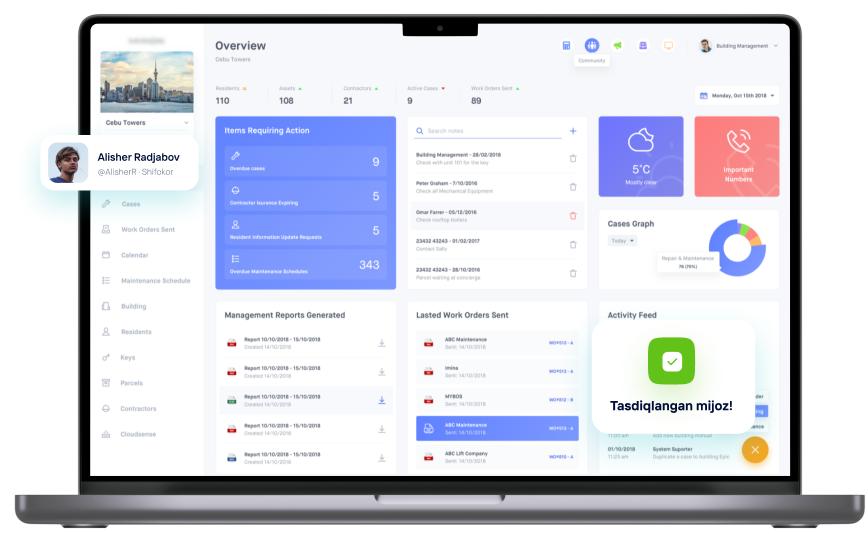 Overview
Cebu Towers
Building Management
Community
Residents
Assets
Contractors
Active Cases
Work Orders Sent
110
108
21
9
89
Monday, Oct 15th 2018
Cebu Towers
Alisher Radjabov
@AlisherR · Shifokor
Cases
Work Orders Sent
Calendar
Maintenance Schedule
Building
Residents
Keys
Parcels
Contractors
Cloudsense
Items Requiring Action
Overdue cases
9
Contractor Isurance Expiring
5
Resident Information Update Requests
5
Overdue Maintenance Schedules
343
Search notes
Building Management - 28/02/2018
Check with unit 101 for the key
Peter Graham - 7/10/2016
Check all Mechanical Equipment
Omar Farrer - 05/12/2016
Check rooftop boilers
23432 43243 - 01/02/2017
Contact Sally
23432 43243 - 28/10/2016
Parcel waiting at concierge
5°C
Mostly clear
Important
Numbers
Cases Graph
Today
Repair & Maintenance
76 (70%)
Management Reports Generated
Report 10/10/2018 - 15/10/2018
Created 14/10/2018
Report 10/10/2018 - 15/10/2018
Created 14/10/2018
Report 10/10/2018 - 15/10/2018
Created 14/10/2018
Report 10/10/2018 - 15/10/2018
Created 14/10/2018
Report 10/10/2018 - 15/10/2018
Created 14/10/2018
Lasted Work Orders Sent
ABC Maintenance
Sent: 14/10/2018
Imina
Sent: 14/10/2018
MYBOS
Sent: 14/10/2018
ABC Maintenance
Sent: 14/10/2018
ABC Lift Company
Sent: 14/10/2018
Activity Feed
Tasdiqlangan mijoz!
11:05 am
Add new building manual
01/10/2018
System Suporter
11:25 am
Duplicate a case to building Epic